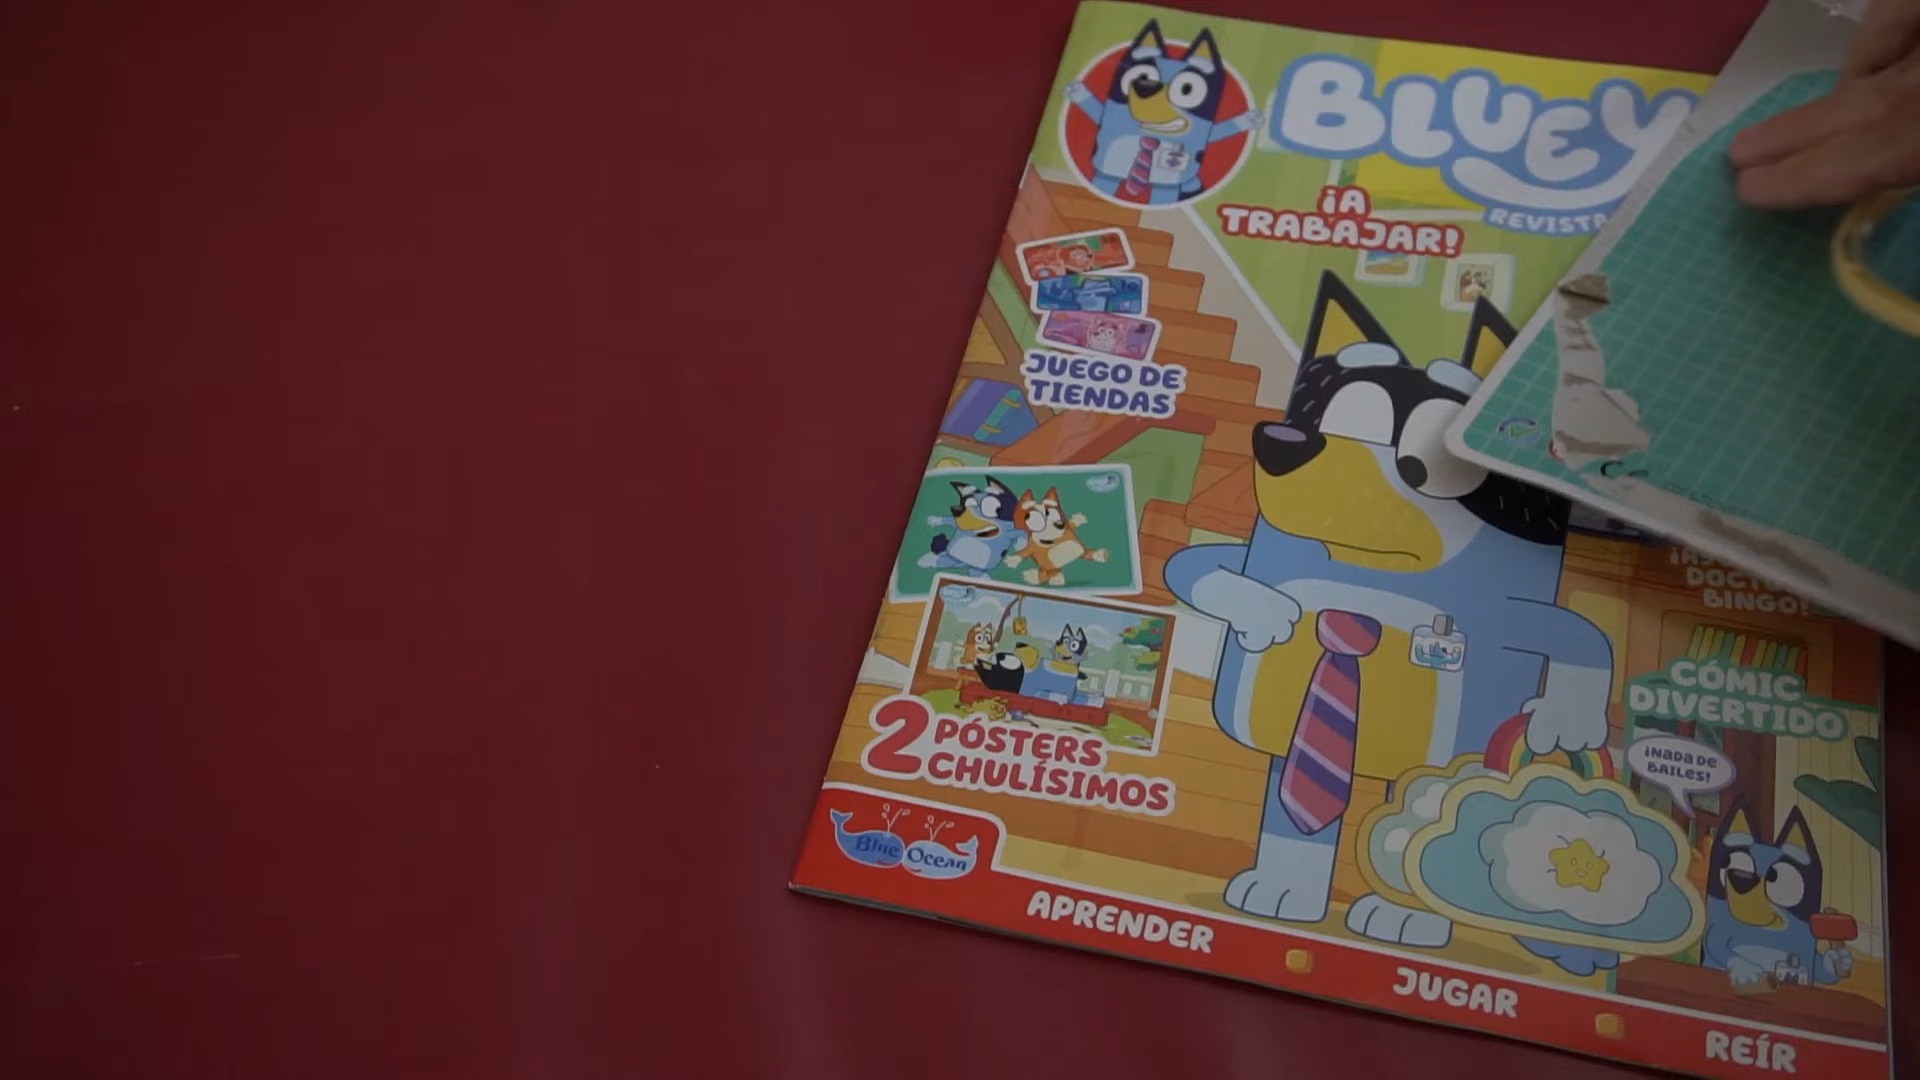 BLUEY
REVISTA
¡A
TRABAJAR!
JUEGO DE
TIENDAS
BINGO!
2 PÓSTERS
CHULÍSIMOS
CÓMIC
DIVERTIDO
¡NADA DE
BAILES!
Blue Ocean
APRENDER
JUGAR
REÍR